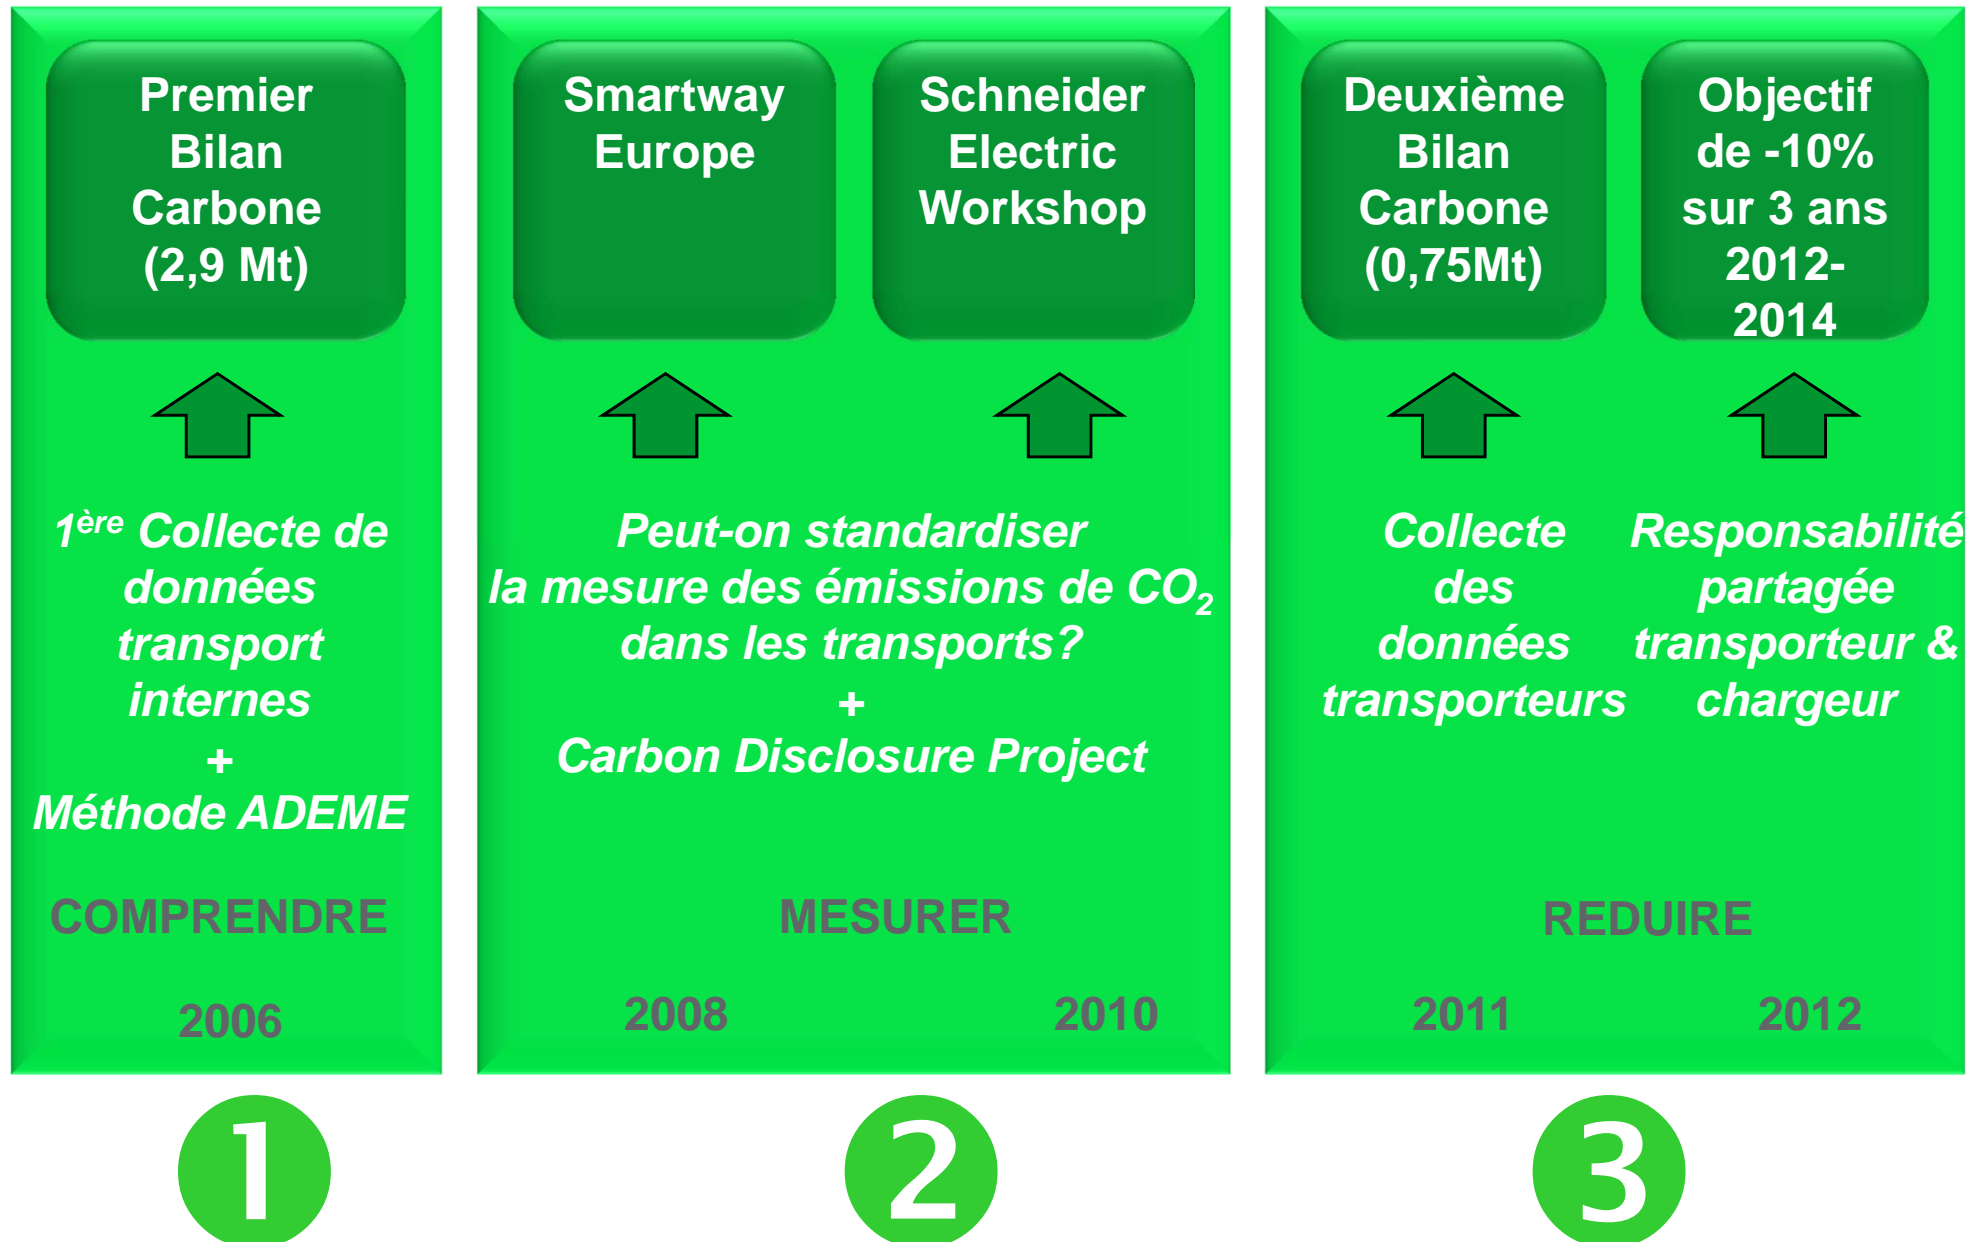 Premier
Bilan
Carbone
(2,9 Mt)
1ère Collecte de
données
transport
internes
+
Méthode ADEME
COMPRENDRE
2006
1
Smartway
Europe
Schneider
Electric
Workshop
Peut-on standardiser
la mesure des émissions de CO2
dans les transports?
+
Carbon Disclosure Project
MESURER
2008
2010
2
Deuxième
Bilan
Carbone
(0,75Mt)
Objectif
de -10%
sur 3 ans
2012-
2014
Collecte
des
données
transporteurs
Responsabilité
partagée
transporteur &
chargeur
REDUIRE
2011
2012
3